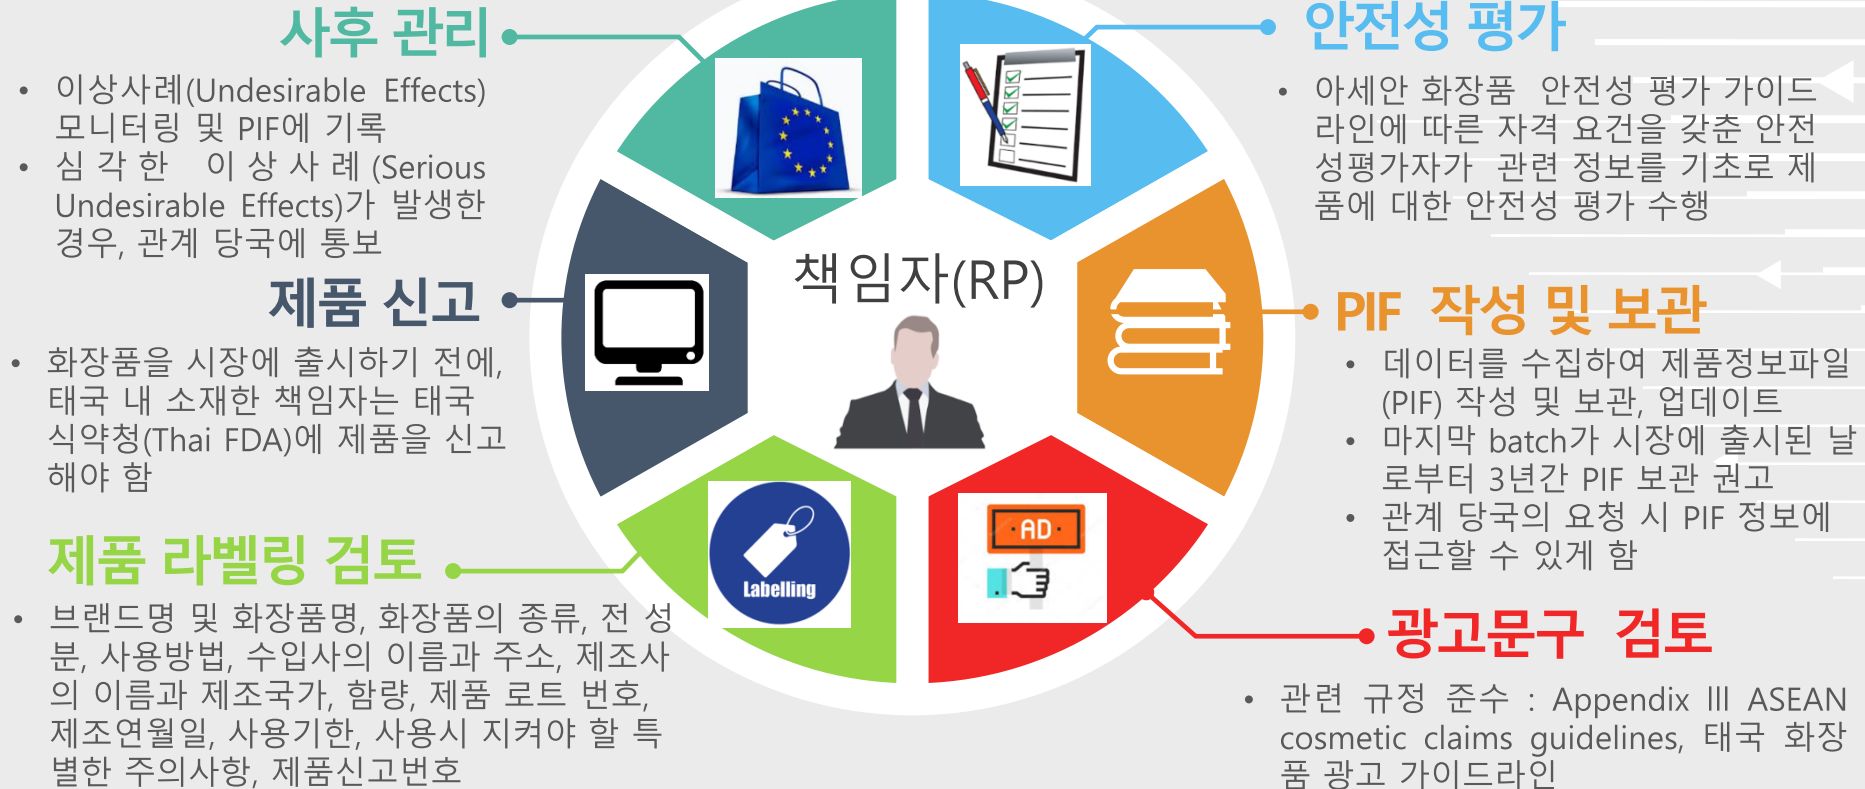 사후 관리
• 이상사례(Undesirable Effects)
모니터링 및 PIF에 기록
• 심각한 이상사례(Serious
Undesirable Effects)가 발생한
경우, 관계 당국에 통보
제품 신고
• 화장품을 시장에 출시하기 전에,
태국 내 소재한 책임자는 태국
식약청(Thai FDA)에 제품을 신고
해야 함
제품 라벨링 검토
• 브랜드명 및 화장품명, 화장품의 종류, 전 성
분, 사용방법, 수입사의 이름과 주소, 제조사
의 이름과 제조국가, 함량, 제품 로트 번호,
제조연월일, 사용기한, 사용시 지켜야 할 특
별한 주의사항, 제품신고번호
책임자(RP)
Labelling
AD
안전성 평가
• 아세안 화장품 안전성 평가 가이드
라인에 따른 자격 요건을 갖춘 안전
성평가자가 관련 정보를 기초로 제
품에 대한 안전성 평가 수행
PIF 작성 및 보관
• 데이터를 수집하여 제품정보파일
(PIF) 작성 및 보관, 업데이트
• 마지막 batch가 시장에 출시된 날
로부터 3년간 PIF 보관 권고
• 관계 당국의 요청 시 PIF 정보에
접근할 수 있게 함
광고문구 검토
• 관련 규정 준수 : Appendix III ASEAN
cosmetic claims guidelines, 태국 화장
품 광고 가이드라인